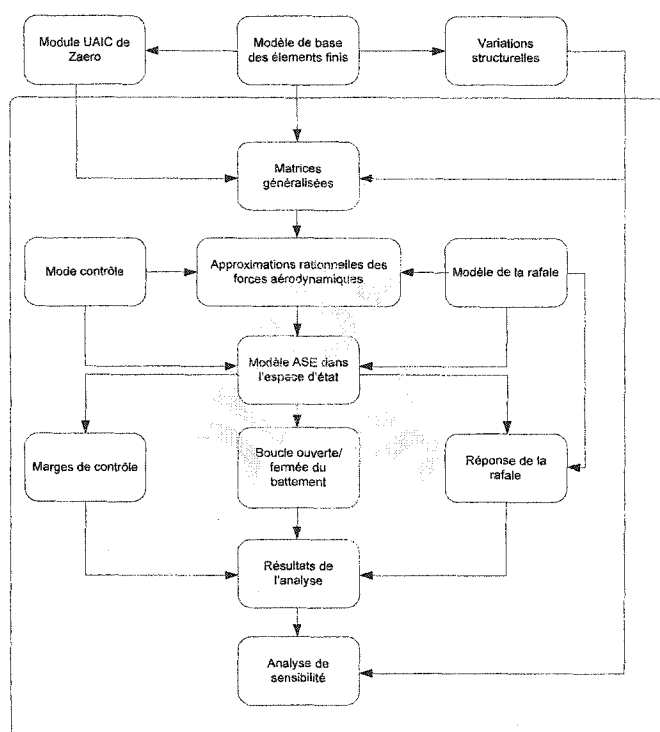 Module UAIC de
Zaero
Modèle de base
des élements finis
Variations
structurelles
Matrices
généralisées
Mode contrôle
Approximations rationnelles des
forces aérodynamiques
Modèle de la rafale
Modèle ASE dans
l'espace d'état
Marges de contrôle
Boucle ouverte/
fermée du
battement
Réponse de la
rafale
Résultats de
l'analyse
Analyse de
sensibilité